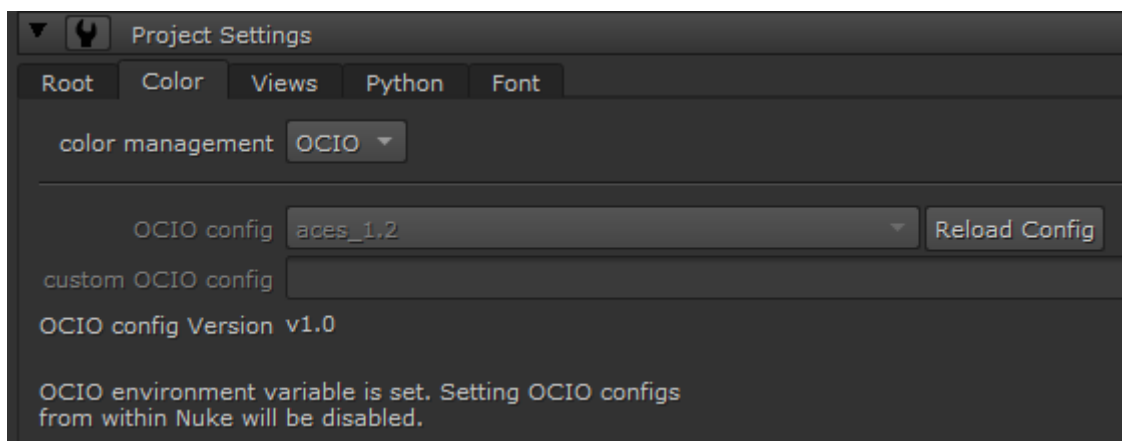 Project Settings
Root Color Views Python Font
color management OCIO
OCIO config aces_1.2 Reload Config
custom OCIO config
OCIO config Version v1.0
OCIO environment variable is set. Setting OCIO configs
from within Nuke will be disabled.